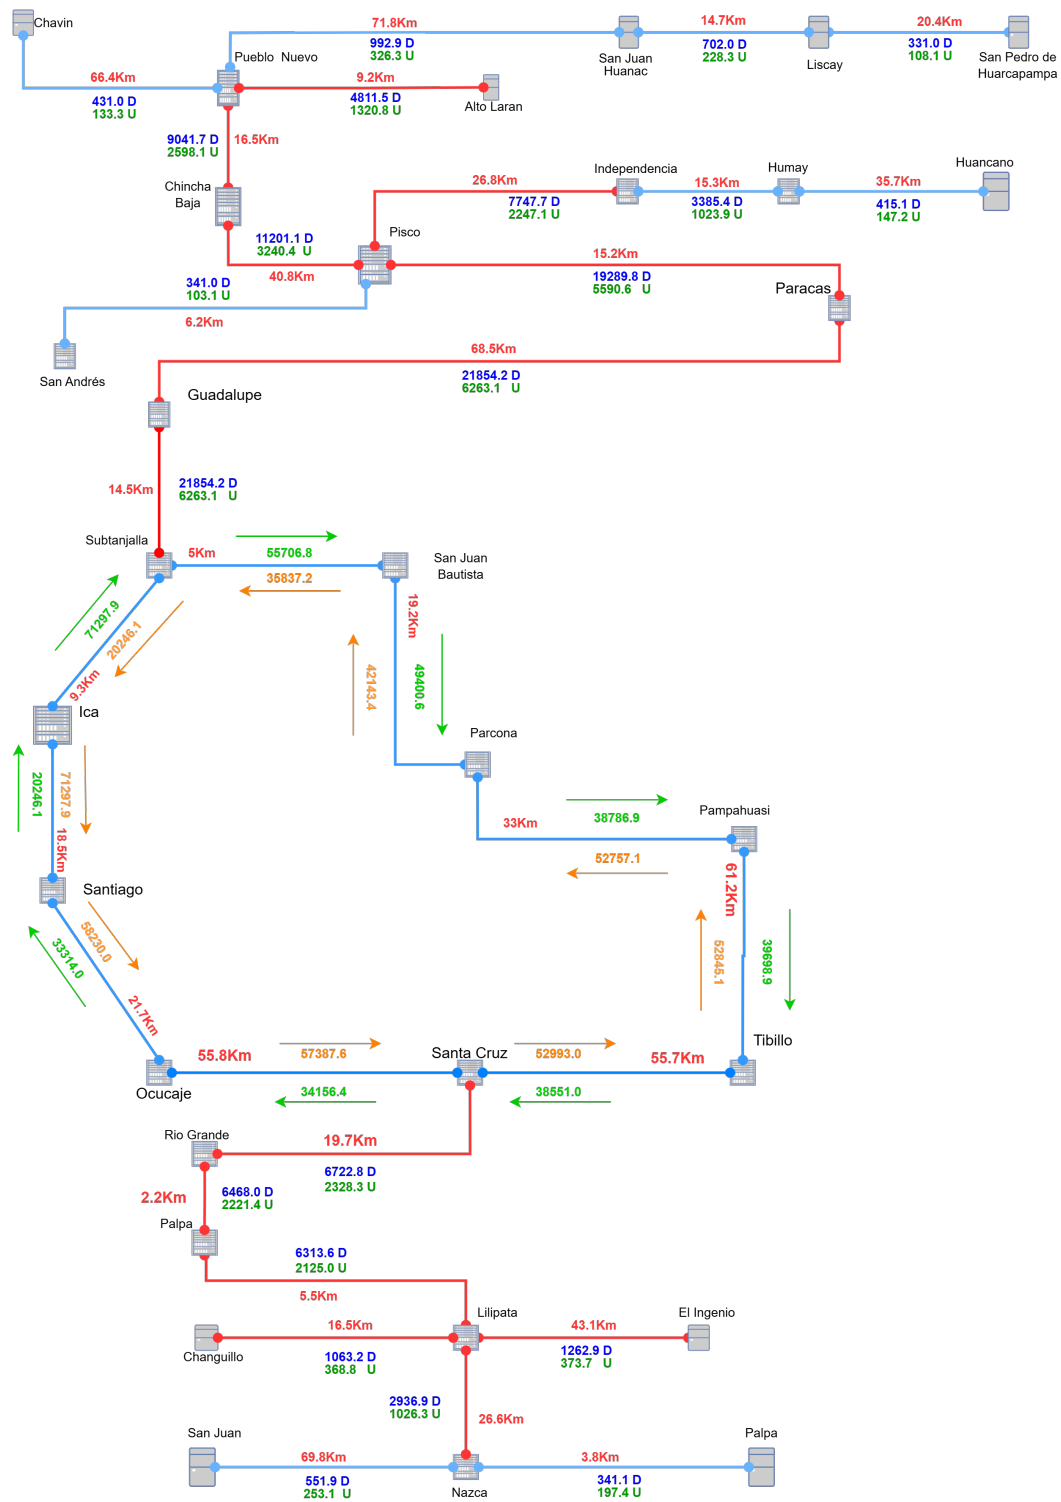 Chavin
71.8Km
14.7Km
20.4Km
992.9 D
326.3 U
702.0 D
228.3 U
331.0 D
108.1 U
Pueblo Nuevo
San Juan
Huanac
Liscay
San Pedro de
Huarcapampa
66.4Km
9.2Km
431.0 D
133.3 U
4811.5 D
1320.8 U
Alto Laran
9041.7 D
2598.1 U
16.5Km
Chincha
Baja
Independencia
Humay
Huancano
26.8Km
15.3Km
35.7Km
7747.7 D
2247.1 U
3385.4 D
1023.9 U
415.1 D
147.2 U
Pisco
11201.1 D
3240.4 U
40.8Km
15.2Km
19289.8 D
5590.6 U
Paracas
341.0 D
103.1 U
6.2Km
San Andrés
68.5Km
21854.2 D
6263.1 U
Guadalupe
14.5Km
21854.2 D
6263.1 U
Subtanjalla
5Km
55706.8
35837.2
San Juan
Bautista
71297.9
20246.1
9.3Km
19.2Km
42143.4
49400.6
Ica
Parcona
20246.1
71297.9
18.5Km
33Km
38786.9
52757.1
Pampahuasi
61.2Km
52845.1
39698.9
Santiago
58230.0
33314.0
21.7Km
Ocucaje
55.8Km
57387.6
34156.4
Santa Cruz
52993.0
38551.0
55.7Km
Tibillo
Rio Grande
19.7Km
6722.8 D
2328.3 U
2.2Km
6468.0 D
2221.4 U
Palpa
6313.6 D
2125.0 U
5.5Km
Lilipata
El Ingenio
16.5Km
43.1Km
Changuillo
1063.2 D
368.8 U
1262.9 D
373.7 U
2936.9 D
1026.3 U
26.6Km
San Juan
Palpa
69.8Km
3.8Km
551.9 D
253.1 U
341.1 D
197.4 U
Nazca